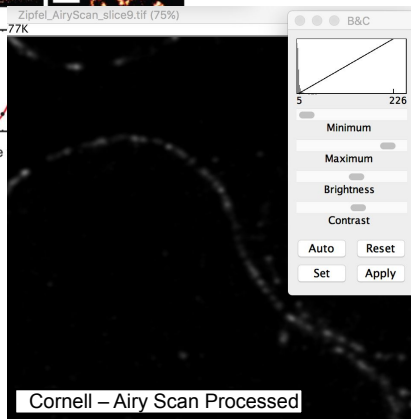 Zipfel_AiryScan_slice9.tif (75%)
77K
B&C
5 226
Minimum
Maximum
Brightness
Contrast
Auto Reset
Set Apply
Cornell – Airy Scan Processed